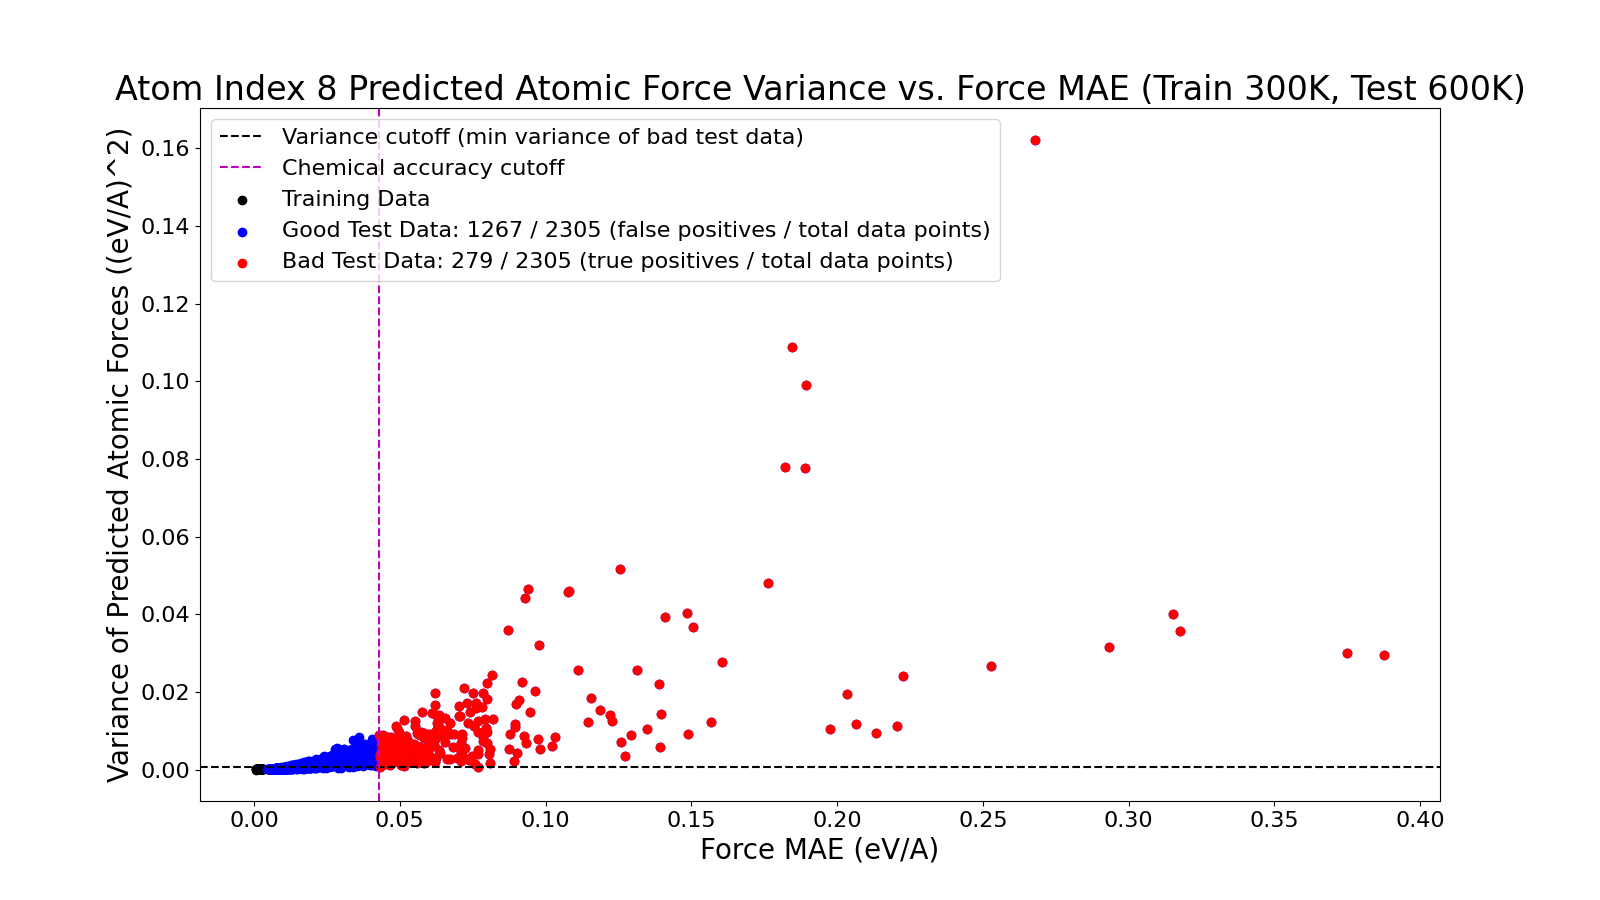 Atom Index 8 Predicted Atomic Force Variance vs. Force MAE (Train 300K, Test 600K)
Variance of Predicted Atomic Forces ((eV/A)^2)
0.16
0.14
0.12
0.10
0.08
0.06
0.04
0.02
0.00
Variance cutoff (min variance of bad test data)
Chemical accuracy cutoff
Training Data
Good Test Data: 1267 / 2305 (false positives / total data points)
Bad Test Data: 279 / 2305 (true positives / total data points)
0.00 0.05 0.10 0.15 0.20 0.25 0.30 0.35 0.40
Force MAE (eV/A)